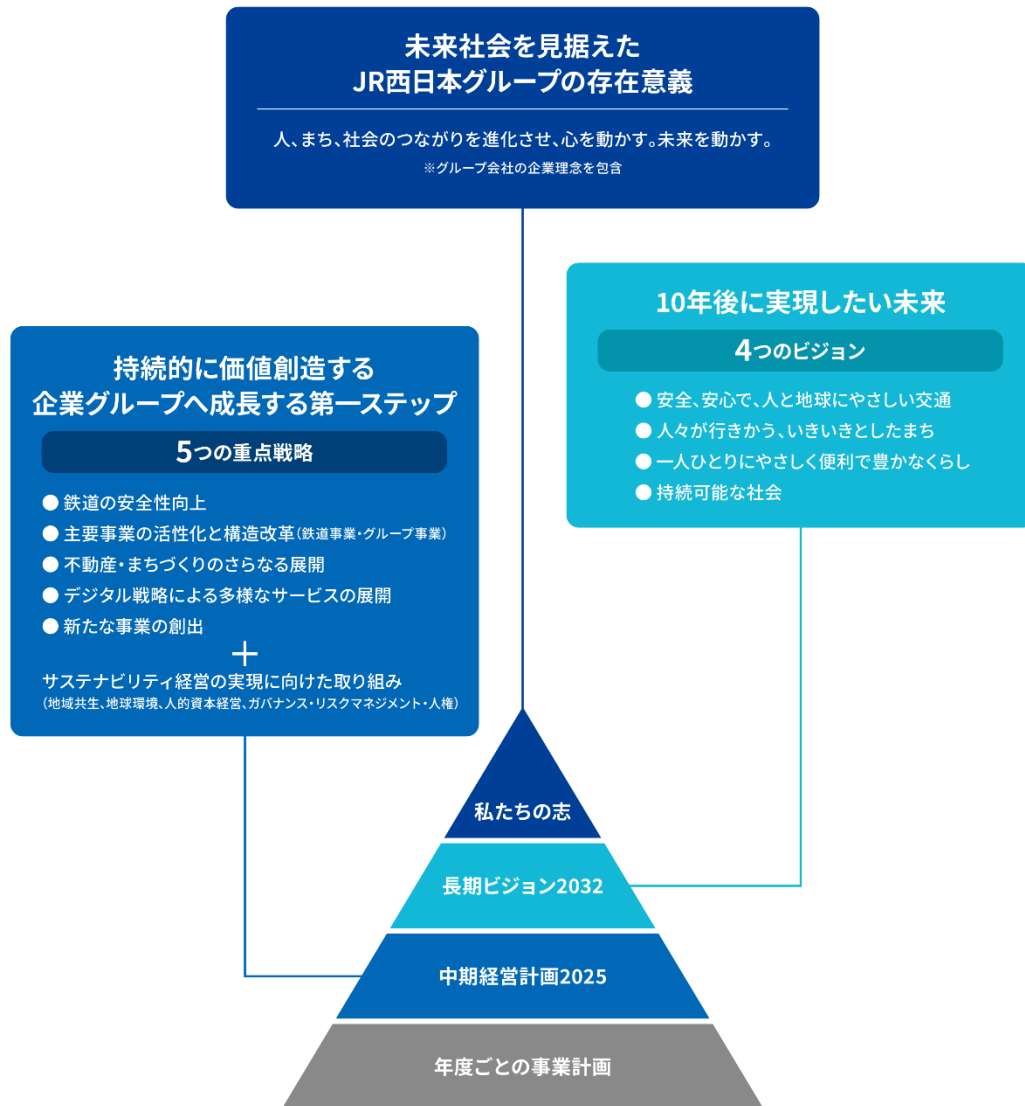 未来社会を見据えた
JR西日本グループの存在意義
人、まち、社会のつながりを進化させ、心を動かす。未来を動かす。
※グループ会社の企業理念を包含
10年後に実現したい未来
4つのビジョン
● 安全、安心で、人と地球にやさしい交通
● 人々が行きかう、いきいきとしたまち
● 一人ひとりにやさしく便利で豊かなくらし
● 持続可能な社会
持続的に価値創造する
企業グループへ成長する第一ステップ
5つの重点戦略
● 鉄道の安全性向上
● 主要事業の活性化と構造改革(鉄道事業・グループ事業)
● 不動産・まちづくりのさらなる展開
● デジタル戦略による多様なサービスの展開
● 新たな事業の創出
＋
サステナビリティ経営の実現に向けた取り組み
(地域共生、地球環境、人的資本経営、ガバナンス・リスクマネジメント・人権)
私たちの志
長期ビジョン2032
中期経営計画2025
年度ごとの事業計画